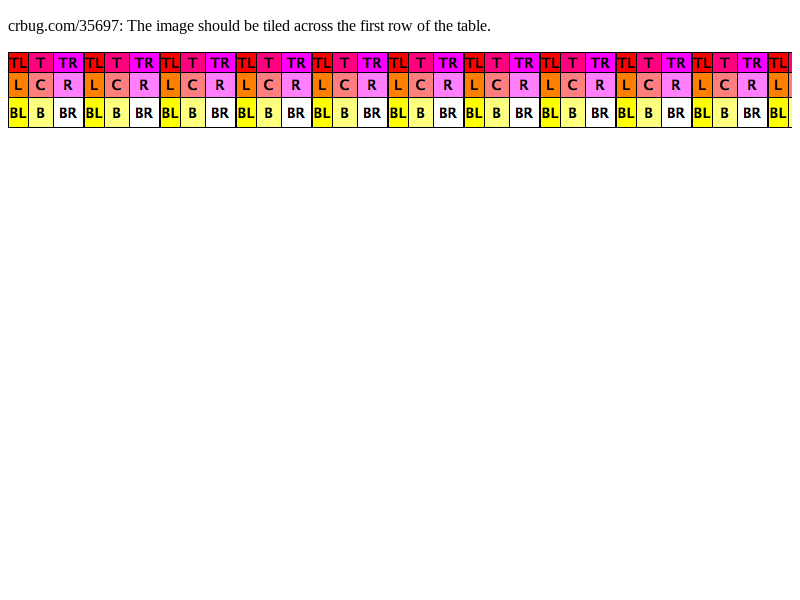 crbug.com/35697: The image should be tiled across the first row of the table.
TL T TR TL T TR TL T TR TL T TR TL T TR TL T TR TL T TR TL T TR TL T TR TL T TR TL
L C R L C R L C R L C R L C R L C R L C R L C R L C R L C R L
BL B BR BL B BR BL B BR BL B BR BL B BR BL B BR BL B BR BL B BR BL B BR BL B BR BL